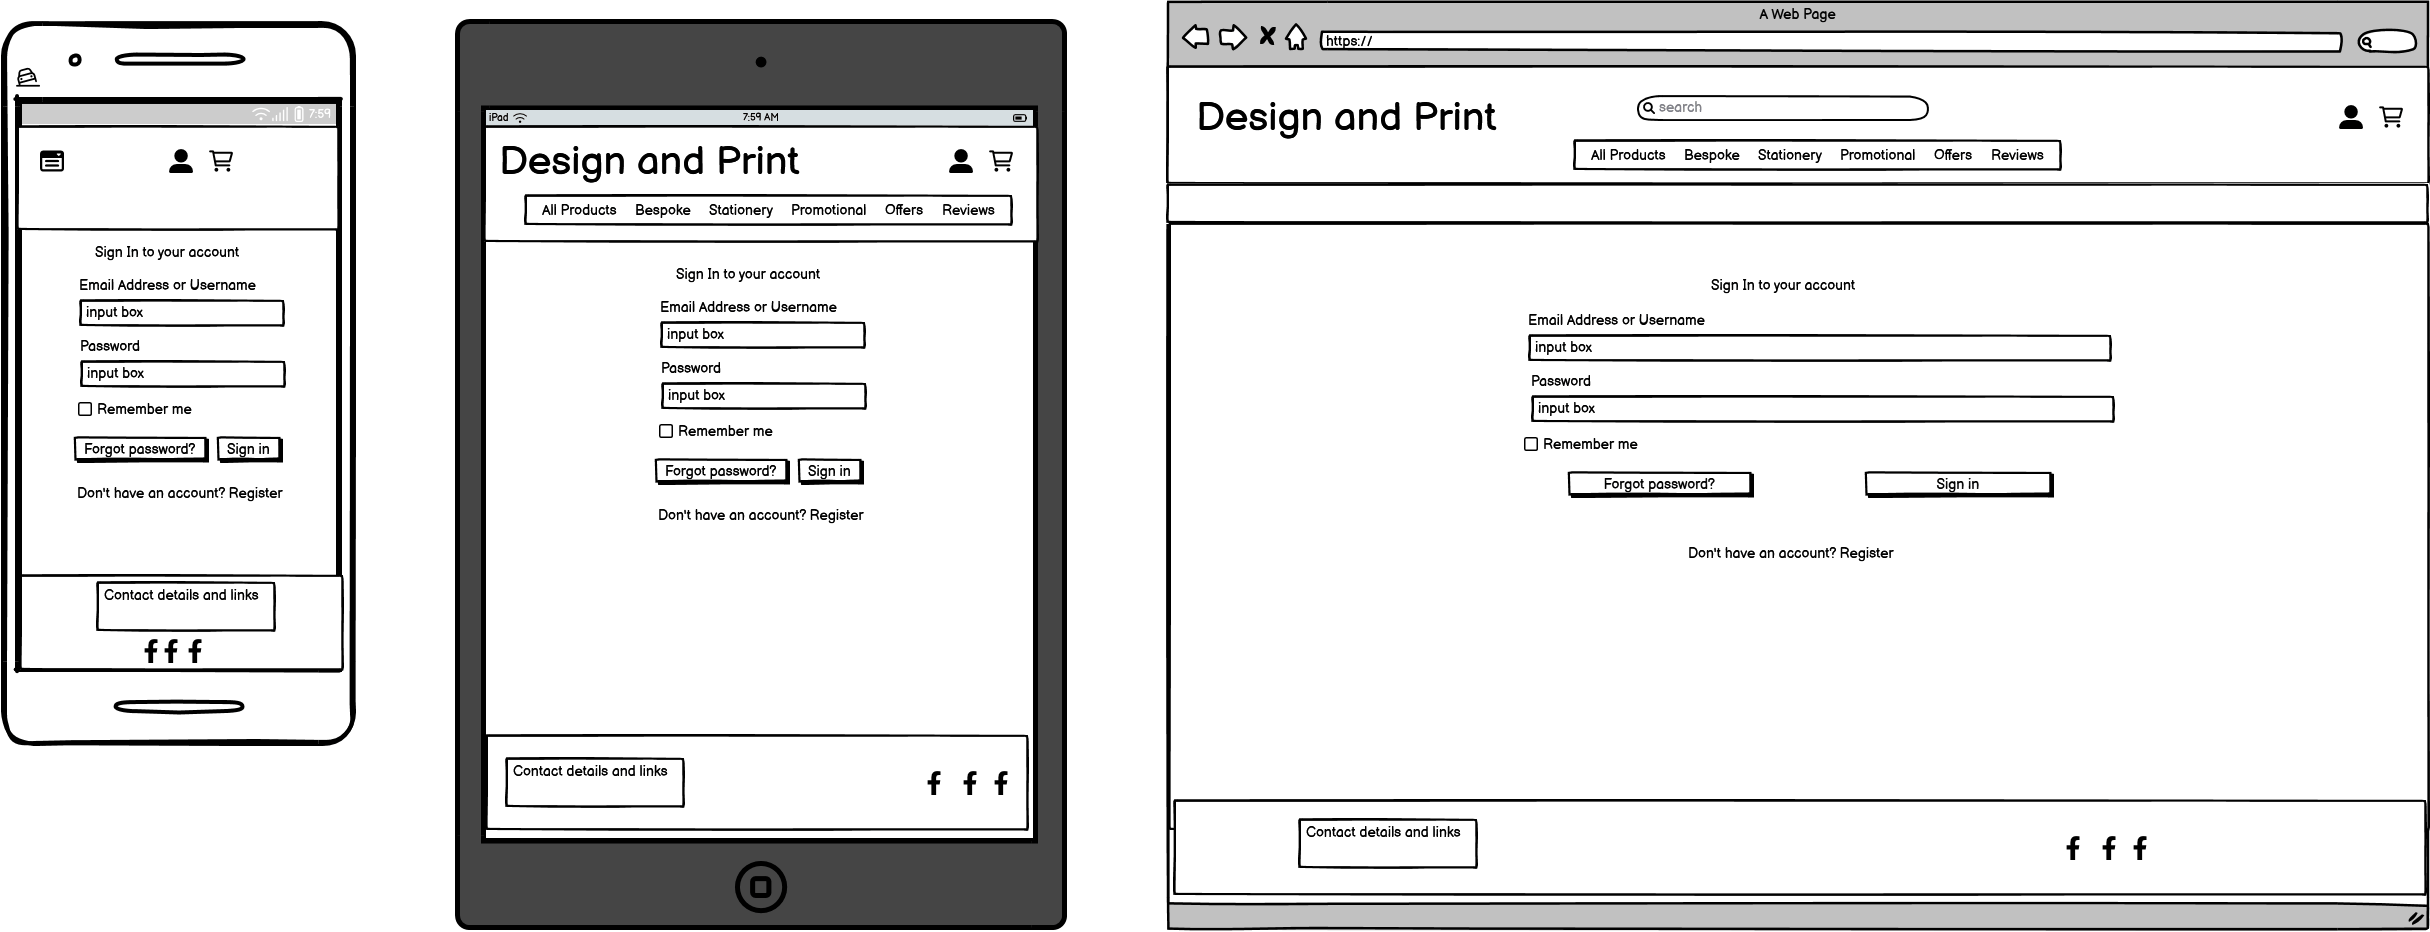 7:59
Sign In to your account
Email Address or Username
input box
Password
input box
Remember me
Forgot password? Sign in
Don't have an account? Register
Contact details and links
iPad 7:59 AM
Design and Print
All Products Bespoke Stationery Promotional Offers Reviews
Sign In to your account
Email Address or Username
input box
Password
input box
Remember me
Forgot password? Sign in
Don't have an account? Register
Contact details and links
A Web Page
https://
search
Design and Print
All Products Bespoke Stationery Promotional Offers Reviews
Sign In to your account
Email Address or Username
input box
Password
input box
Remember me
Forgot password? Sign in
Don't have an account? Register
Contact details and links